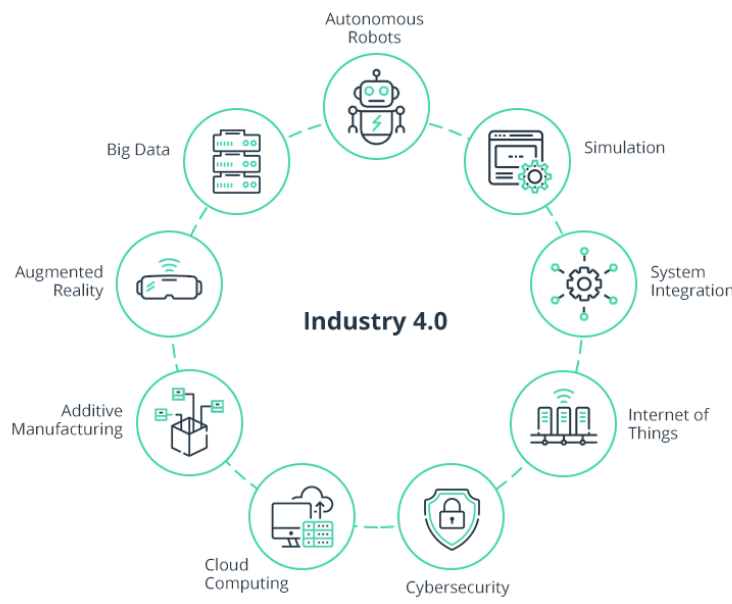 Autonomous
Robots
Big Data
Simulation
Augmented
Reality
System
Integration
Industry 4.0
Additive
Manufacturing
Internet of
Things
Cloud
Computing
Cybersecurity